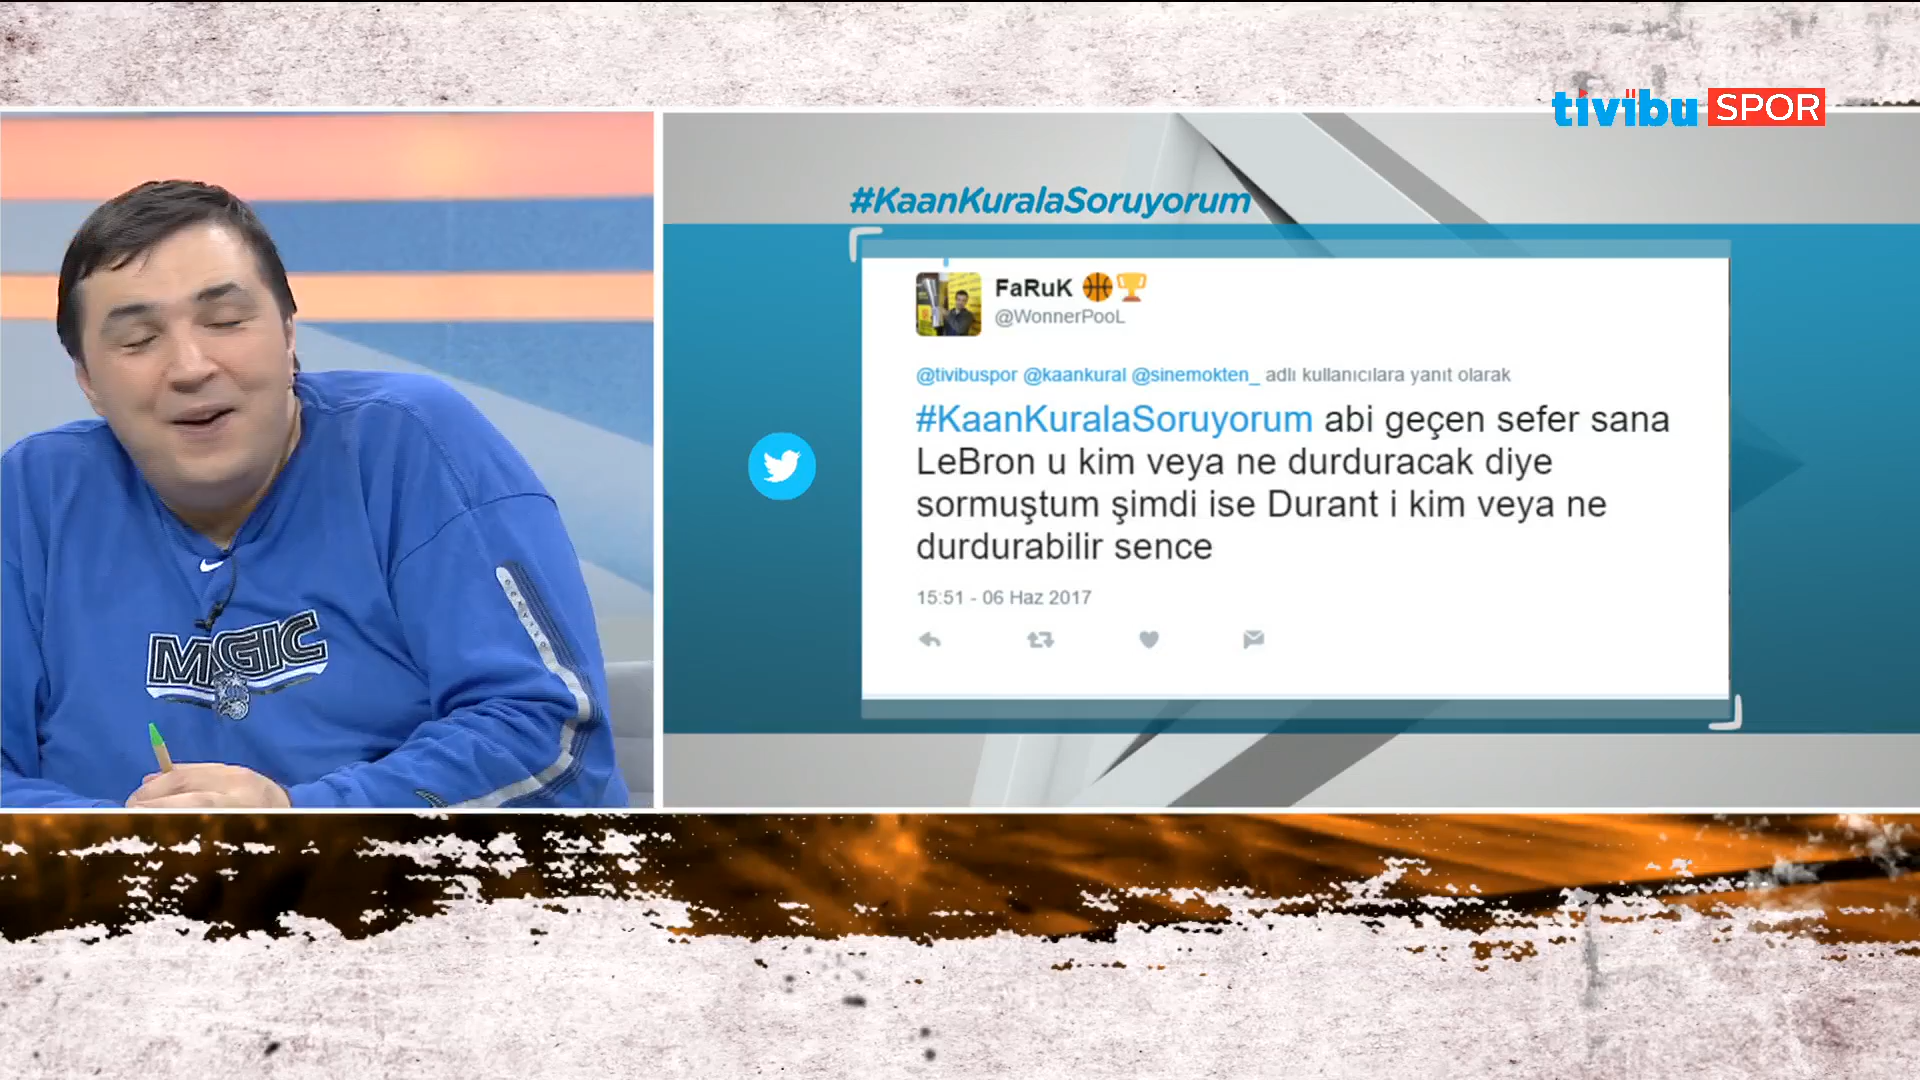 tivibu SPOR
#KaanKuralaSoruyorum
FaRuK
@WonnerPooL
@tivibuspor @kaankural @sinemokten_ adlı kullanıcılara yanıt olarak
#KaanKuralaSoruyorum abi geçen sefer sana
LeBron u kim veya ne durduracak diye
sormuştum şimdi ise Durant i kim veya ne
durdurabilir sence
15:51 - 06 Haz 2017
MAGIC